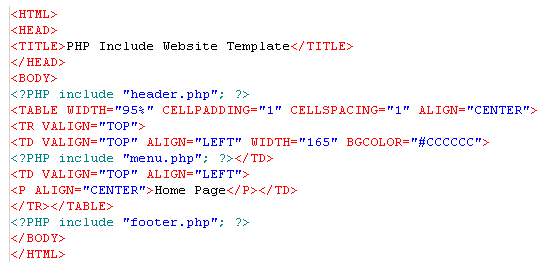 <HTML>
<HEAD>
<TITLE>PHP Include Website Template</TITLE>
</HEAD>
<BODY>
<?PHP include "header.php"; ?>
<TABLE WIDTH="95%" CELLPADDING="1" CELLSPACING="1" ALIGN="CENTER">
<TR VALIGN="TOP">
<TD VALIGN="TOP" ALIGN="LEFT" WIDTH="165" BGCOLOR="#CCCCCC">
<?PHP include "menu.php"; ?></TD>
<TD VALIGN="TOP" ALIGN="LEFT">
<P ALIGN="CENTER">Home Page</P></TD>
</TR></TABLE>
<?PHP include "footer.php"; ?>
</BODY>
</HTML>